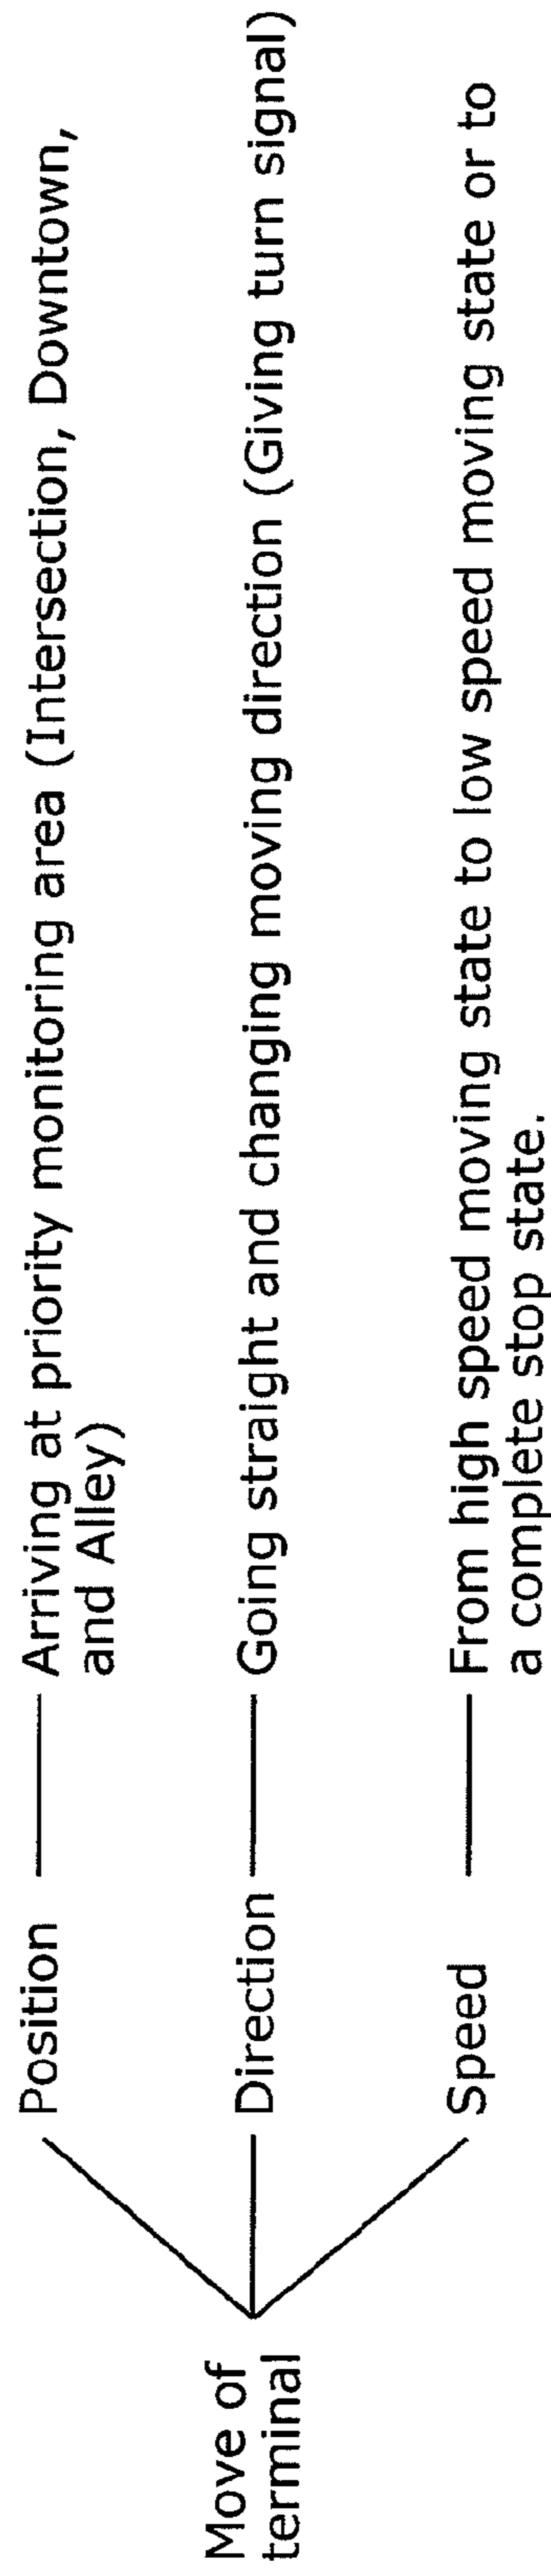 Move of
terminal
Position
Arriving at priority monitoring area (Intersection, Downtown,
and Alley)
Direction
Going straight and changing moving direction (Giving turn signal)
Speed
From high speed moving state to low speed moving state or to
a complete stop state.